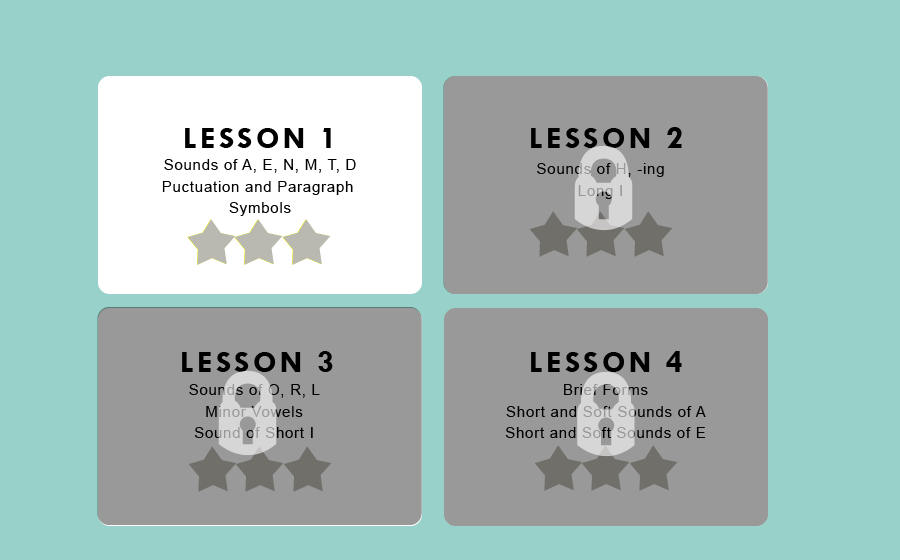 LESSON 1
Sounds of A, E, N, M, T, D
Puctuation and Paragraph
Symbols
LESSON 2
Sounds of H, -ing
Long I
LESSON 3
Sounds of O, R, L
Minor Vowels
Sound of Short I
LESSON 4
Brief Forms
Short and Soft Sounds of A
Short and Soft Sounds of E